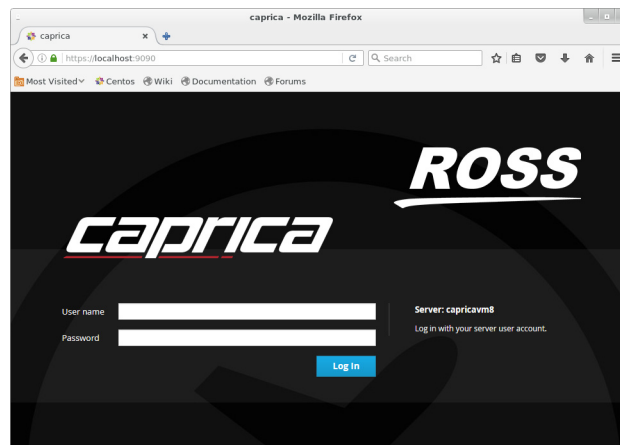 caprica - Mozilla Firefox
caprica
https://localhost:9090
Search
Most Visited
Centos
Wiki
Documentation
Forums
ROSS
caprica
User name
Server: capricavm8
Password
Log in with your server user account.
Log In